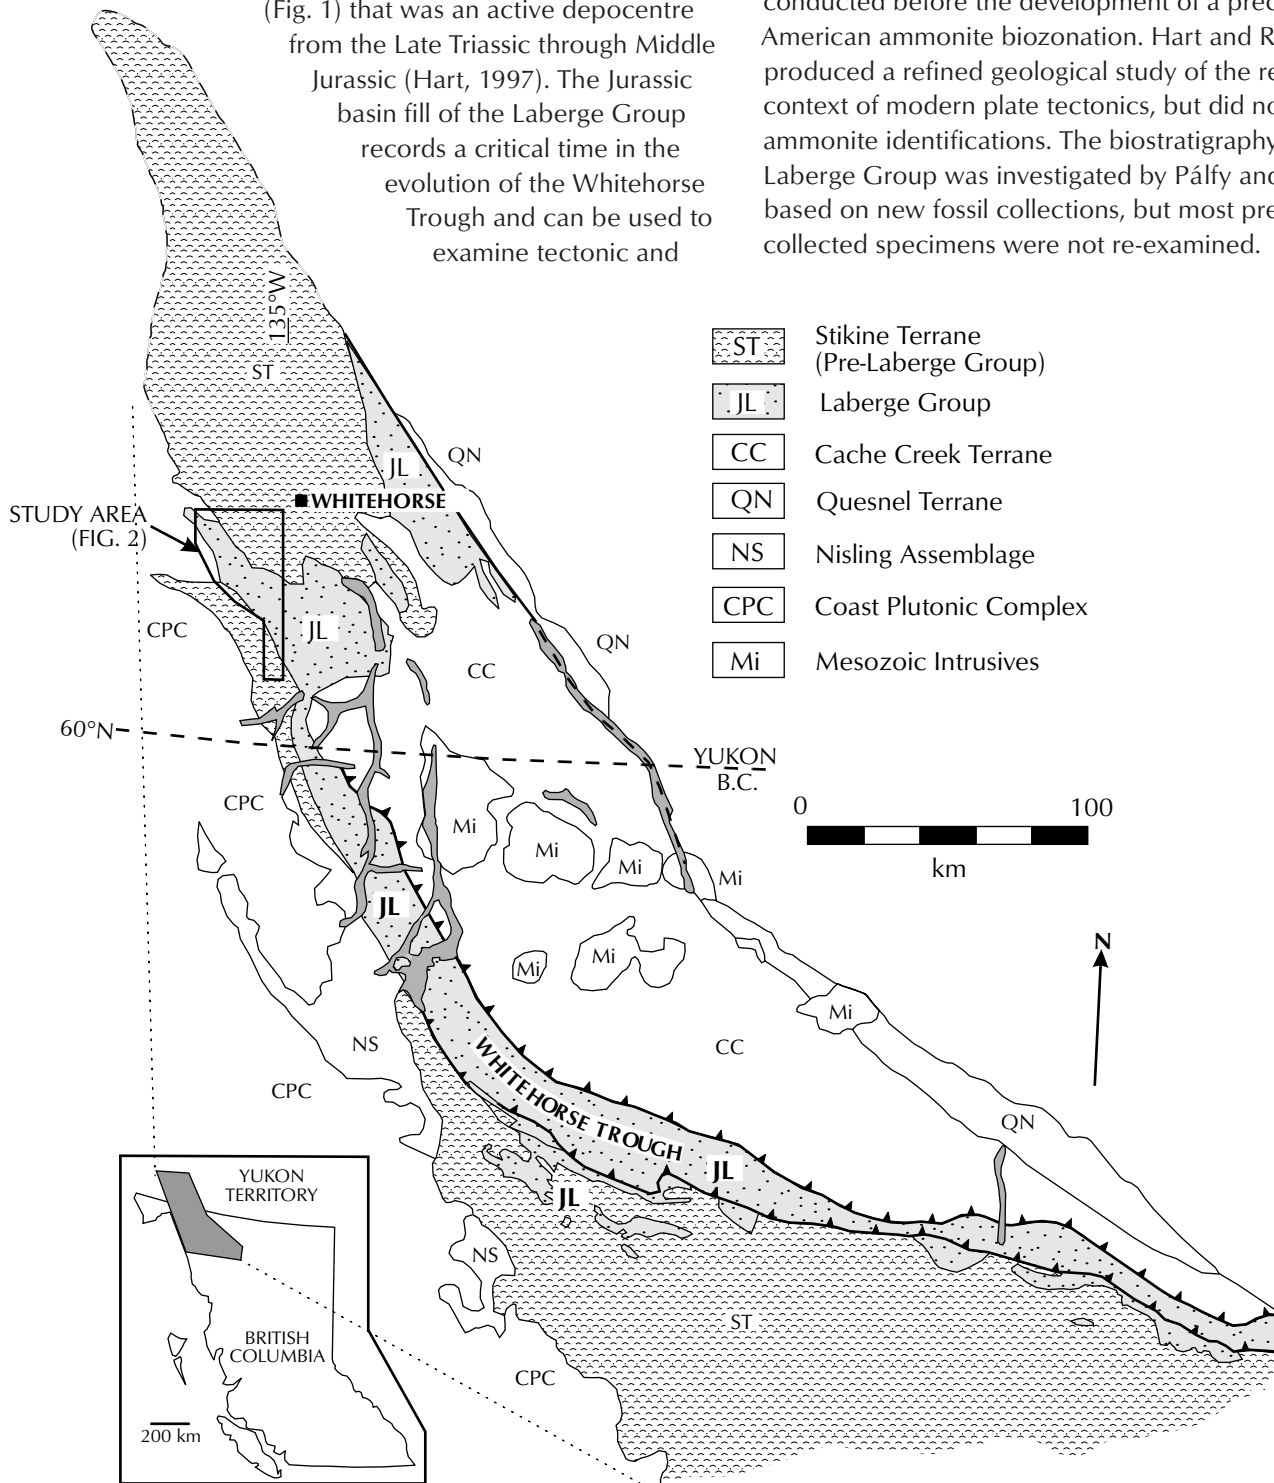 (Fig. 1) that was an active depocentre
from the Late Triassic through Middle
Jurassic (Hart, 1997). The Jurassic
basin fill of the Laberge Group
records a critical time in the
evolution of the Whitehorse
Trough and can be used to
examine tectonic and
conducted before the development of a
American ammonite biozonation. Hart and
produced a refined geological study of the
context of modern plate tectonics, but did
ammonite identifications. The biostratigraphy
Laberge Group was investigated by Pálfy and
based on new fossil collections, but most
collected specimens were not re-examined.
135°W
ST
JL
QN
WHITEHORSE
STUDY AREA
(FIG. 2)
CPC
JL
CC
QN
60°N
YUKON
B.C.
CPC
Mi
Mi
Mi
Mi
JL
Mi
Mi
Mi
NS
CC
CPC
WHITEHORSE TROUGH
JL
QN
JL
NS
ST
CPC
ST
Stikine Terrane
(Pre-Laberge Group)
JL
Laberge Group
CC
Cache Creek Terrane
QN
Quesnel Terrane
NS
Nisling Assemblage
CPC
Coast Plutonic Complex
Mi
Mesozoic Intrusives
0 100
km
N
YUKON
TERRITORY
BRITISH
COLUMBIA
200 km